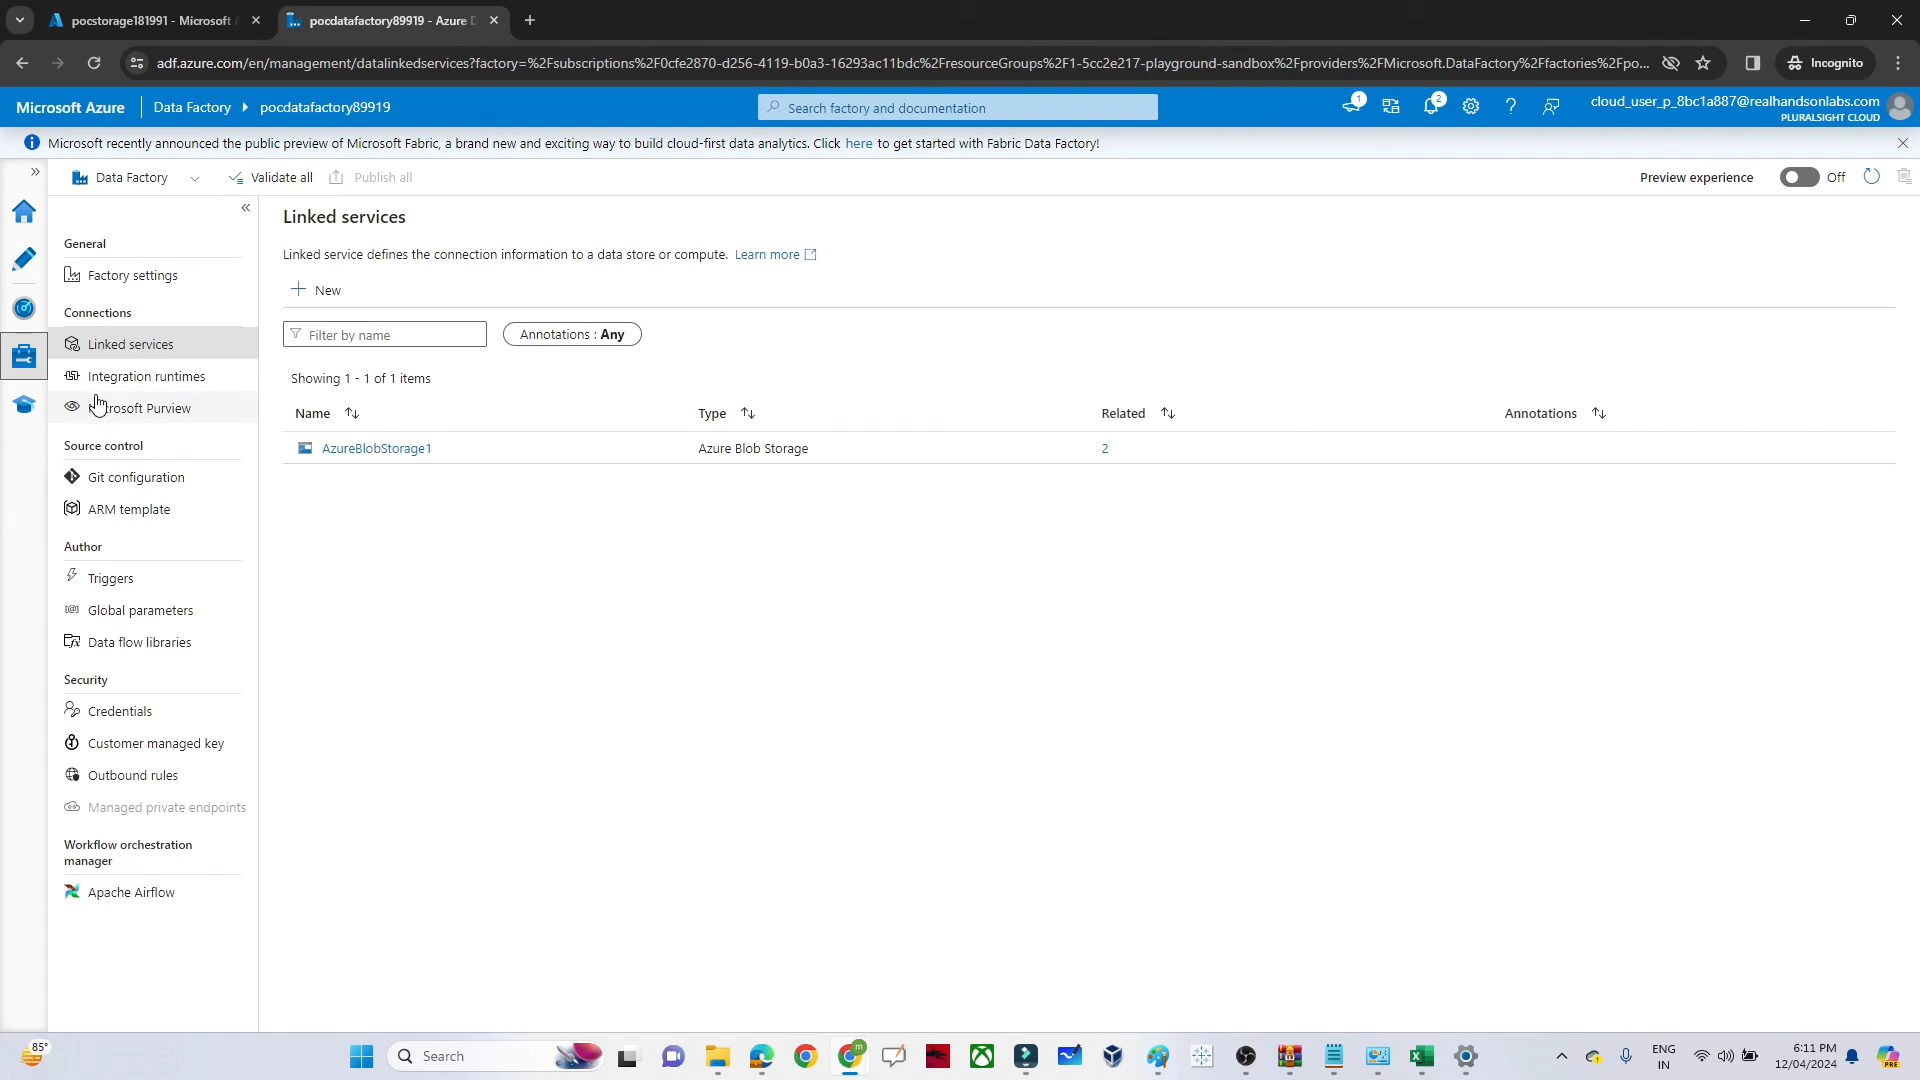 pocstorage181991 - Microsoft A
pocdatafactory89919 - Azure D
adf.azure.com/en/management/datalinkedservices?factory=%2Fsubscriptions%2F0cfe2870-d256-4119-b0a3-16293ac11bdc%2FresourceGroups%2F1-5cc2e217-playground-sandbox%2Fproviders%2FMicrosoft.DataFactory%2Ffactories%2Fpo...
Incognito
Microsoft Azure
Data Factory
pocdatafactory89919
Search factory and documentation
1
2
cloud_user_p_8bc1a887@realhandsonlabs.com
PLURALSIGHT CLOUD
Microsoft recently announced the public preview of Microsoft Fabric, a brand new and exciting way to build cloud-first data analytics. Click here to get started with Fabric Data Factory!
Data Factory
Validate all
Publish all
Preview experience
Off
General
Factory settings
Connections
Linked services
Integration runtimes
Microsoft Purview
Source control
Git configuration
ARM template
Author
Triggers
Global parameters
Data flow libraries
Security
Credentials
Customer managed key
Outbound rules
Managed private endpoints
Workflow orchestration
manager
Apache Airflow
Linked services
Linked service defines the connection information to a data store or compute. Learn more
New
Filter by name
Annotations : Any
Showing 1 - 1 of 1 items
Name Type Related Annotations
AzureBlobStorage1 Azure Blob Storage 2
85°
Search
ENG
IN
6:11 PM
12/04/2024
PRE